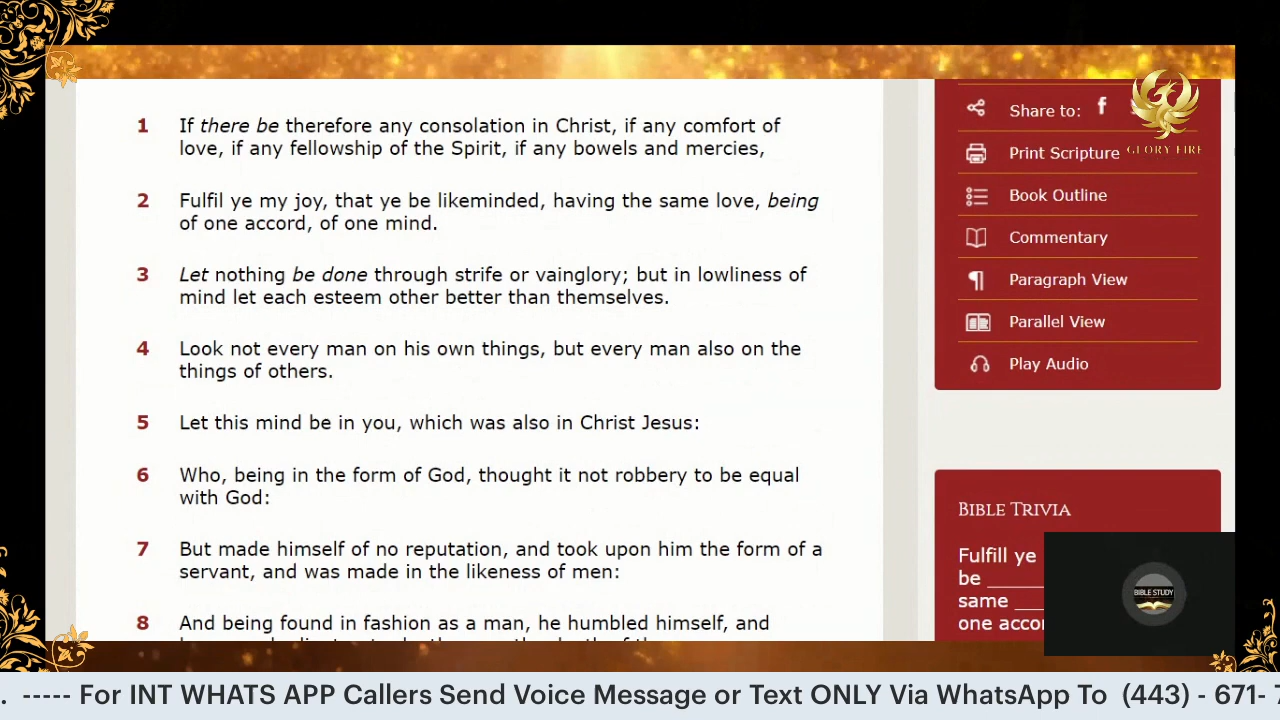 1 If there be therefore any consolation in Christ, if any comfort of
love, if any fellowship of the Spirit, if any bowels and mercies,
2 Fulfil ye my joy, that ye be likeminded, having the same love, being
of one accord, of one mind.
3 Let nothing be done through strife or vainglory; but in lowliness of
mind let each esteem other better than themselves.
4 Look not every man on his own things, but every man also on the
things of others.
5 Let this mind be in you, which was also in Christ Jesus:
6 Who, being in the form of God, thought it not robbery to be equal
with God:
7 But made himself of no reputation, and took upon him the form of a
servant, and was made in the likeness of men:
8 And being found in fashion as a man, he humbled himself, and
Share to:
GLORY FIRE
Print Scripture
Book Outline
Commentary
Paragraph View
Parallel View
Play Audio
BIBLE TRIVIA
Fulfill ye
be ______
same ___
one
BIBLE STUDY
. ----- For INT WHATS APP Callers Send Voice Message or Text ONLY Via WhatsApp To (443) - 671-